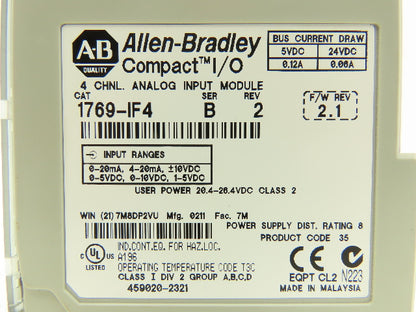 A·B
QUALITY
Allen-Bradley
Compact™ I/O
BUS CURRENT DRAW
5VDC 24VDC
0.12A 0.06A
4 CHNL. ANALOG INPUT MODULE
CAT SER REV
1769-IF4 B 2
F/W REV
2.1
INPUT RANGES
0-20mA, 4-20mA, ±10VDC
0-5VDC, 0-10VDC, 1-5VDC
USER POWER 20.4-26.4VDC CLASS 2
WIN (21) 7M8DP2VU Mfg. 0211 Fac. 7M
POWER SUPPLY DIST. RATING 8
PRODUCT CODE 35
C UL US
LISTED
IND.CONT.EQ. FOR HAZ.LOC.
A196
OPERATING TEMPERATURE CODE T3C
CLASS I DIV 2 GROUP A,B,C,D
459020-2321
CE
N223
EQPT CL2
MADE IN MALAYSIA